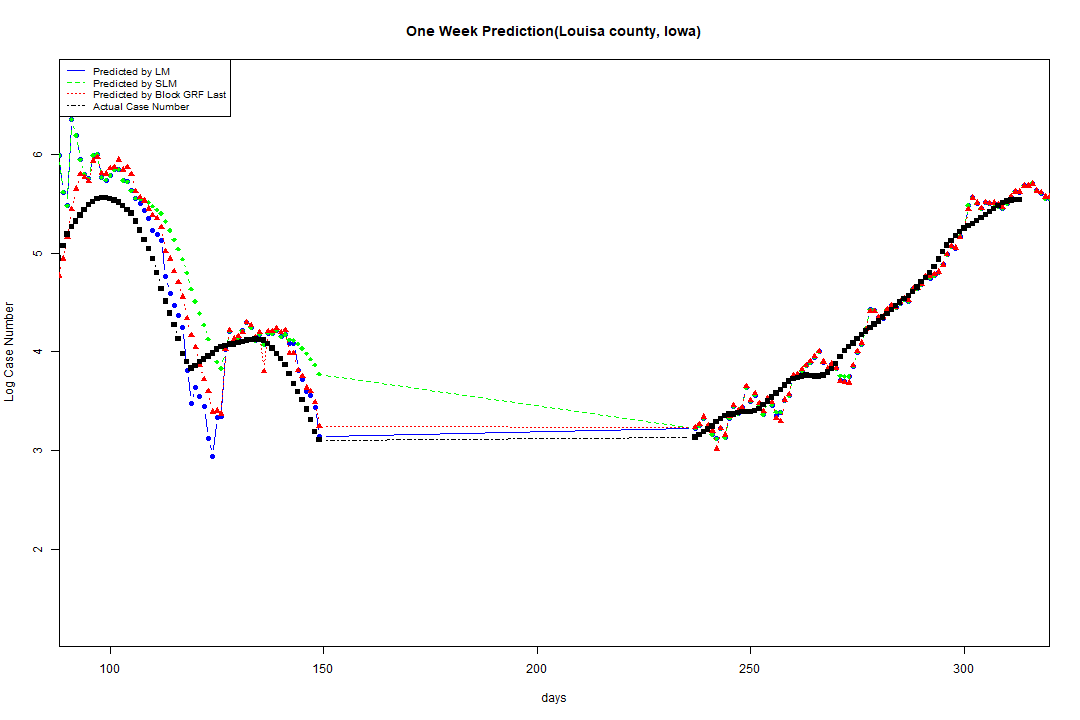 One Week Prediction(Louisa county, Iowa)
Predicted by LM
Predicted by SLM
Predicted by Block GRF Last
Actual Case Number
Log Case Number
6
5
4
3
2
100
150
200
250
300
days